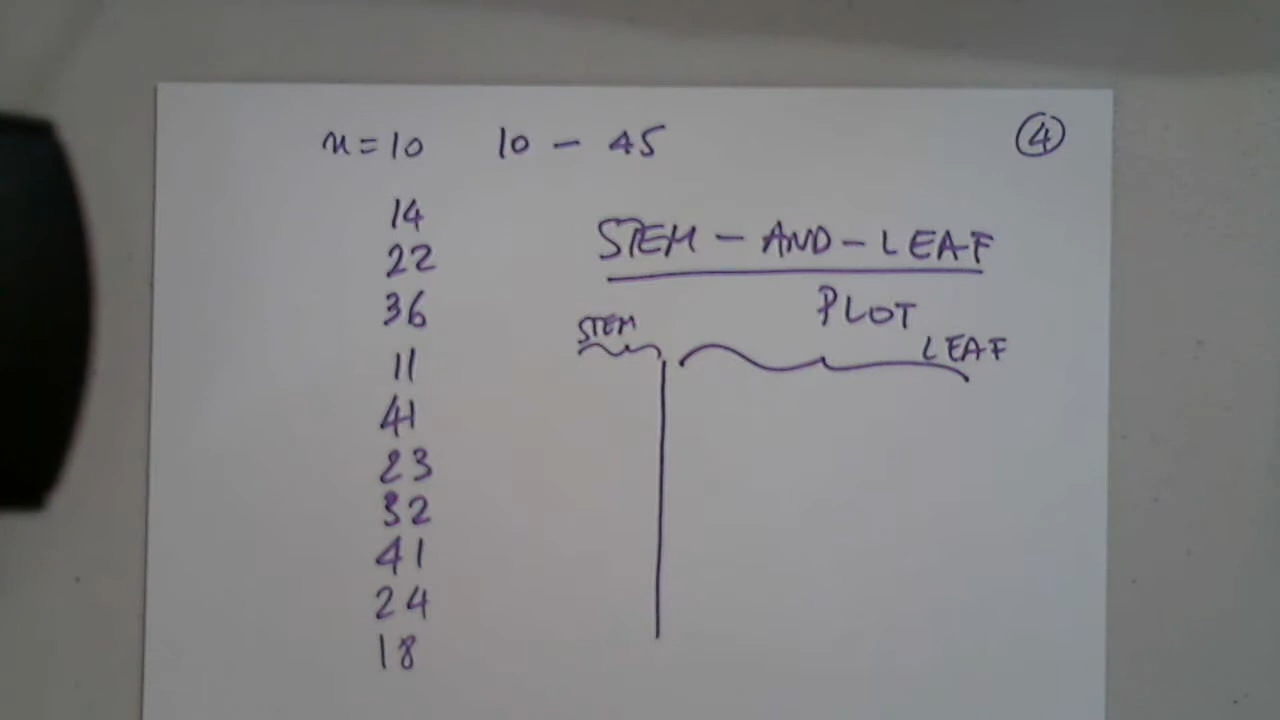 n=10 10 - 45
4
14
22
36
11
41
23
32
41
24
18
STEM - AND - LEAF
PLOT
STEM
LEAF